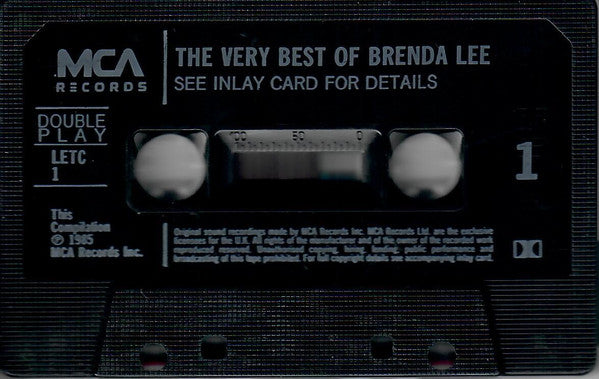 MCA
RECORDS
THE VERY BEST OF BRENDA LEE
SEE INLAY CARD FOR DETAILS
DOUBLE
PLAY
LETC
1
100 50 0
1
This
Compilation
℗ 1985
MCA Records Inc.
Original sound recordings made by MCA Records Inc. MCA Records Ltd. are the exclusive
licensees for the U.K. All rights of the manufacturer and of the owner of the recorded work
reproduced reserved. Unauthorised copying, hiring, lending, public performance and
broadcasting of this tape prohibited. For full copyright details see accompanying inlay card.